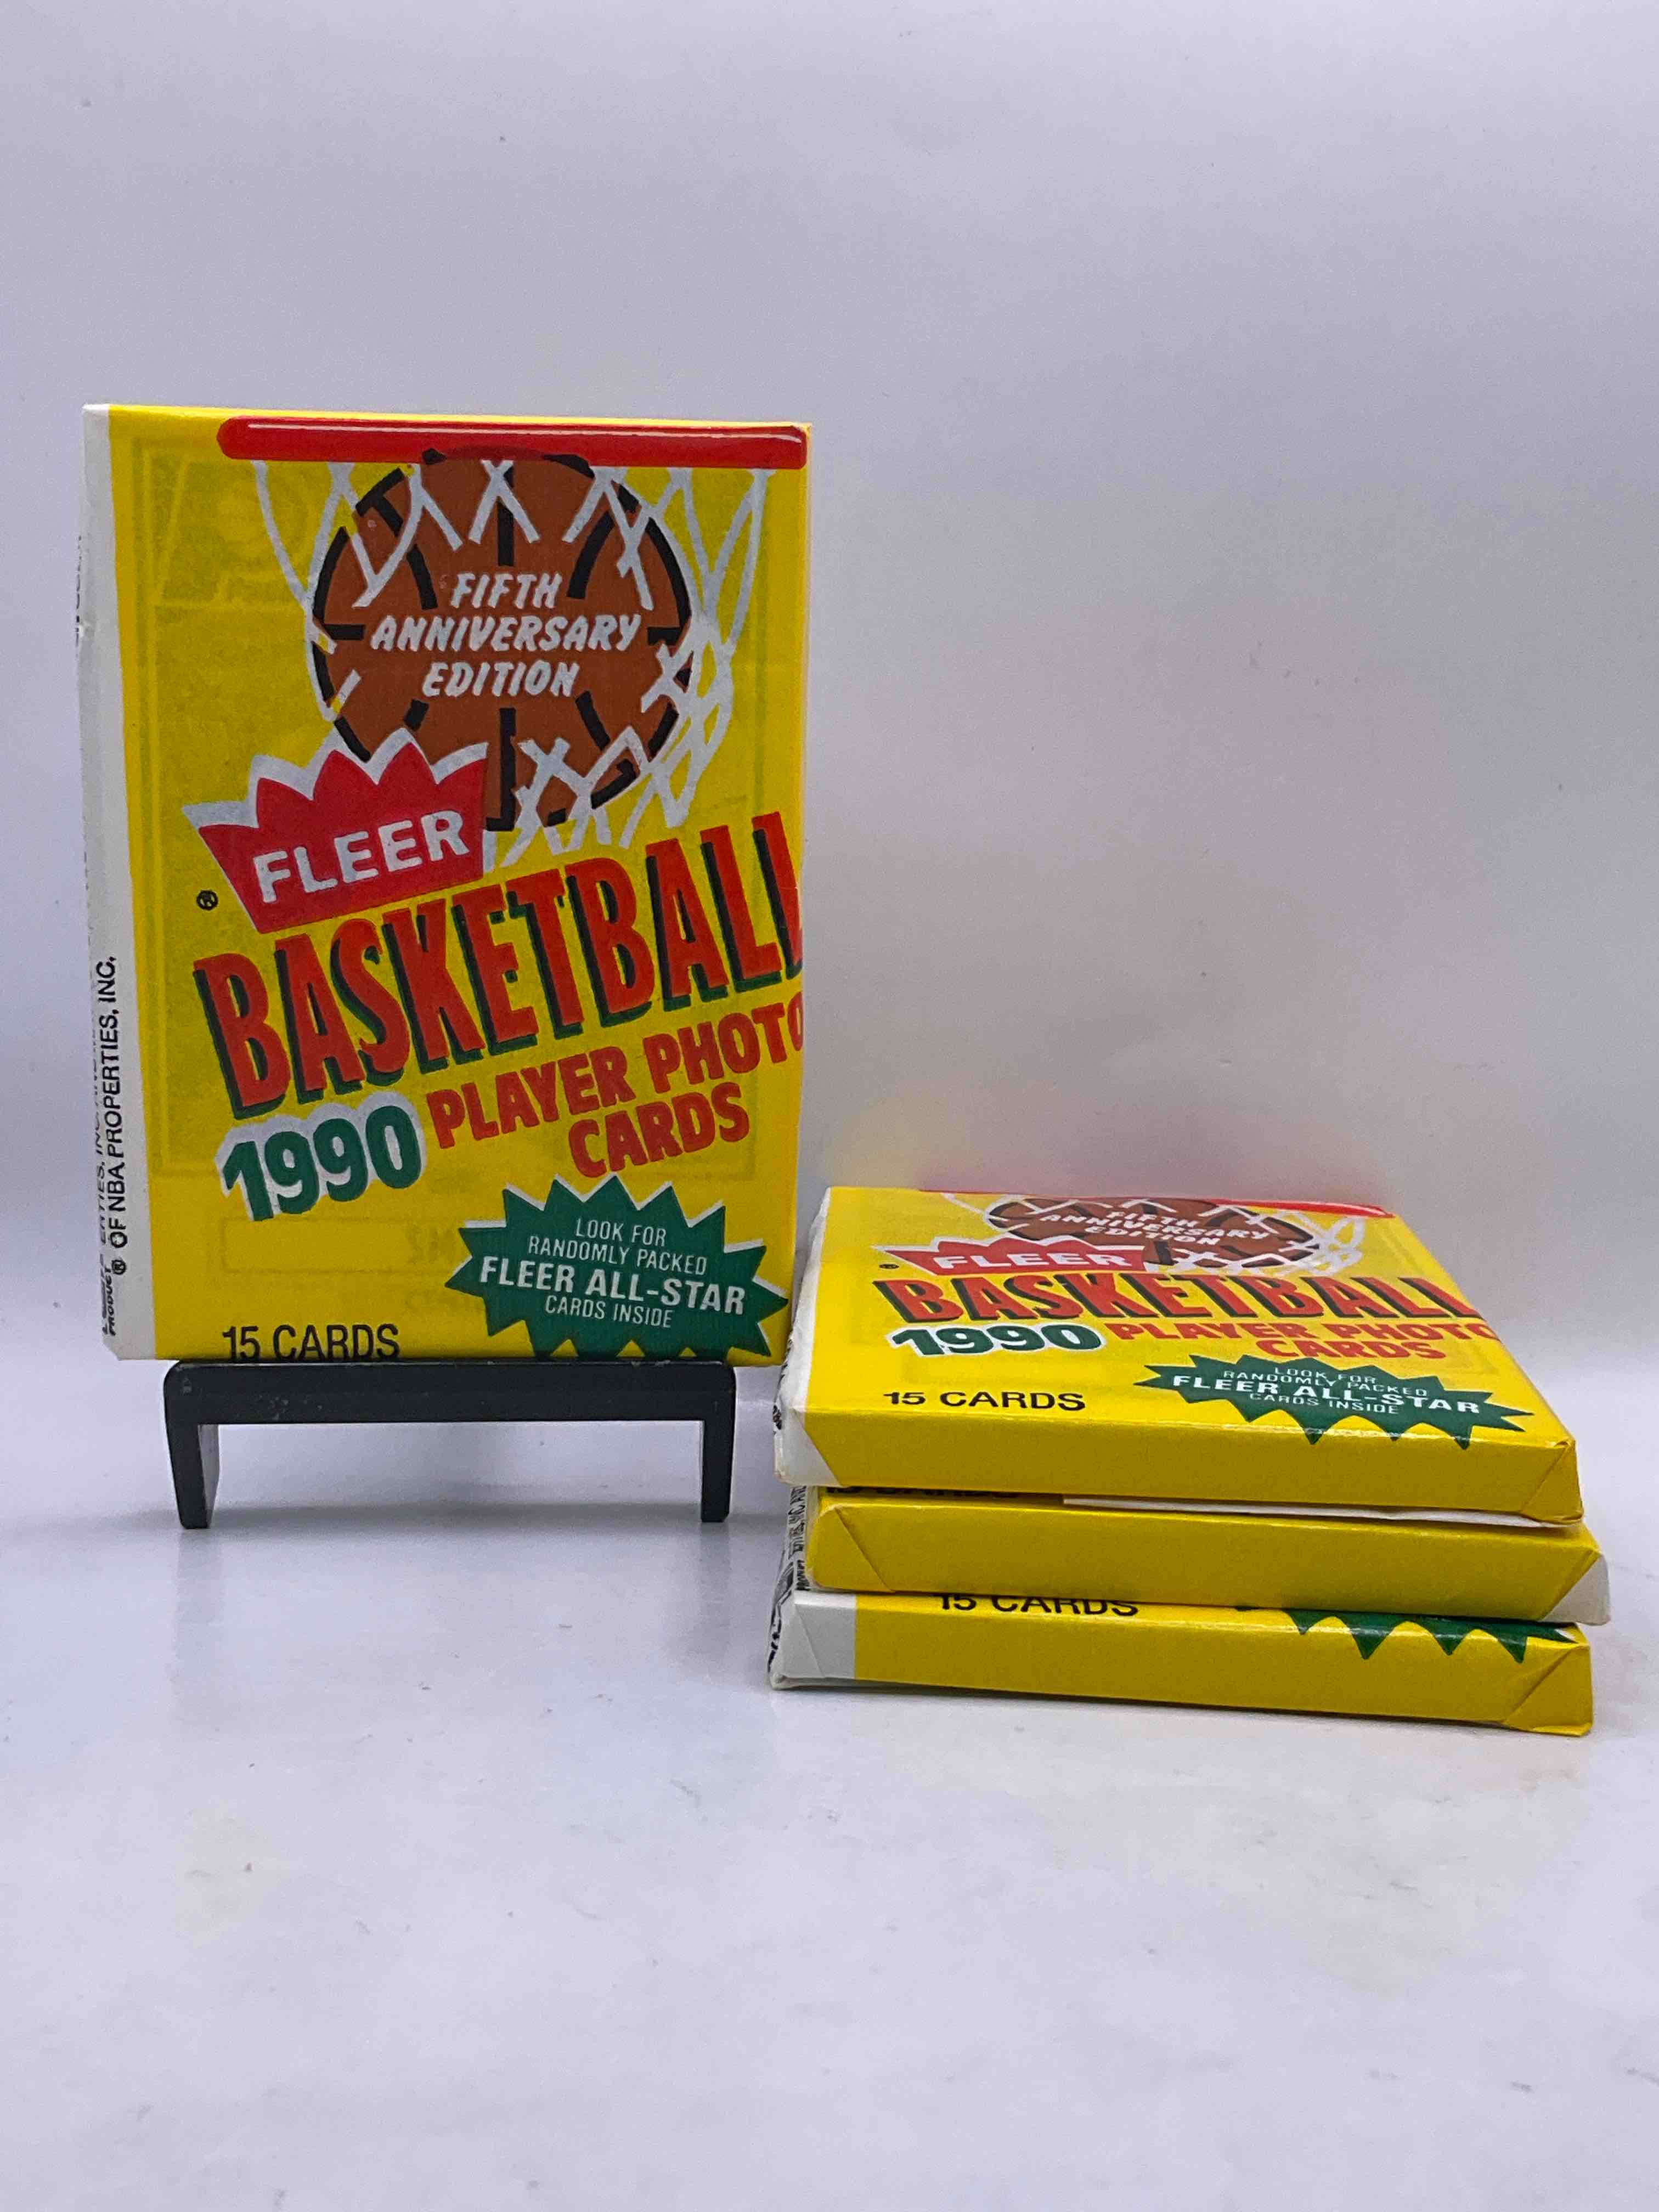 FIFTH
ANNIVERSARY
EDITION
FLEER
®
BASKETBALL
1990 PLAYER PHOTO
CARDS
LOOK FOR
RANDOMLY PACKED
FLEER ALL-STAR
CARDS INSIDE
15 CARDS
® OF NBA PROPERTIES, INC.
PRODUCT
FIFTH
ANNIVERSARY
EDITION
FLEER
BASKETBALL
1990 PLAYER PHOTO
CARDS
LOOK FOR
RANDOMLY PACKED
FLEER ALL-STAR
CARDS INSIDE
15 CARDS
15 CARDS